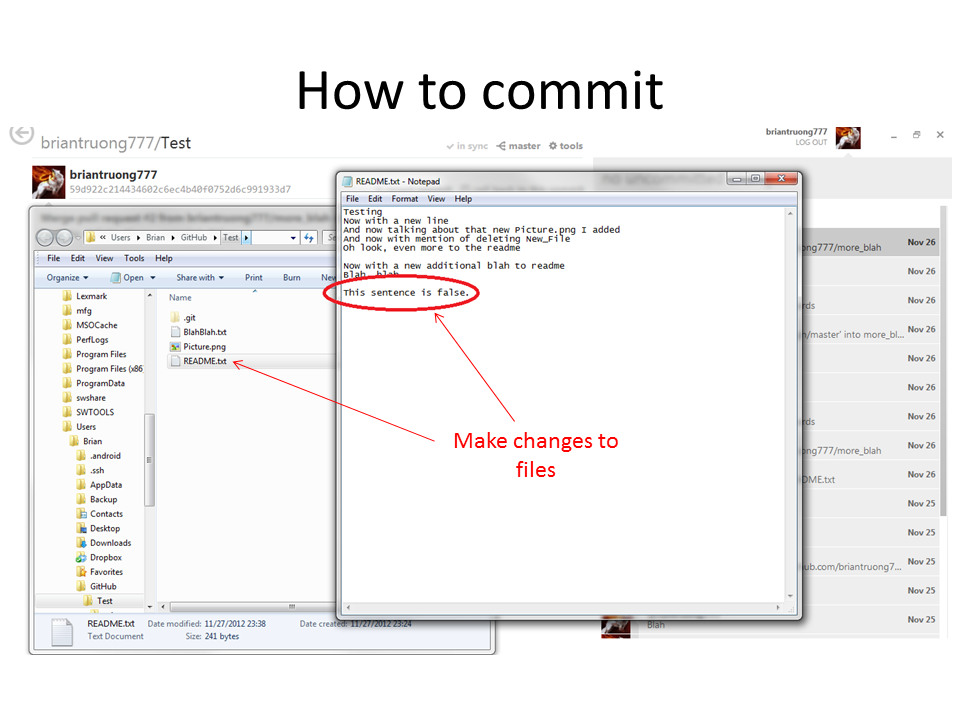 How to commit
briantruong777/Test
in sync master tools
briantruong777
LOG OUT
briantruong777
59d922c214434602c6ec4b40f0752d6c991933d7
README.txt - Notepad
File Edit Format View Help
Testing
Now with a new line
And now talking about that new Picture.png I added
And now with mention of deleting New_File
Oh look, even more to the readme
Now with a new additional blah to readme
Blah, blah
This sentence is false.
Make changes to
files
« Users Brian GitHub Test
File Edit View Tools Help
Organize Open Share with Print Burn
Name
.git
BlahBlah.txt
Picture.png
README.txt
Lexmark
mfg
MSOCache
PerfLogs
Program Files
Program Files (x86
ProgramData
swshare
SWTOOLS
Users
Brian
.android
.ssh
AppData
Backup
Contacts
Desktop
Downloads
Dropbox
Favorites
GitHub
Test
README.txt Date modified: 11/27/2012 23:38 Date created: 11/27/2012 23:24
Text Document Size: 241 bytes
ong777/more_blah Nov 26
Nov 26
rds Nov 26
n/master' into more_bl... Nov 26
Nov 26
Nov 26
rds Nov 26
ong777/more_blah Nov 26
DME.txt Nov 26
Nov 25
Nov 25
hub.com/briantruong7... Nov 25
Nov 25
Blah Nov 25